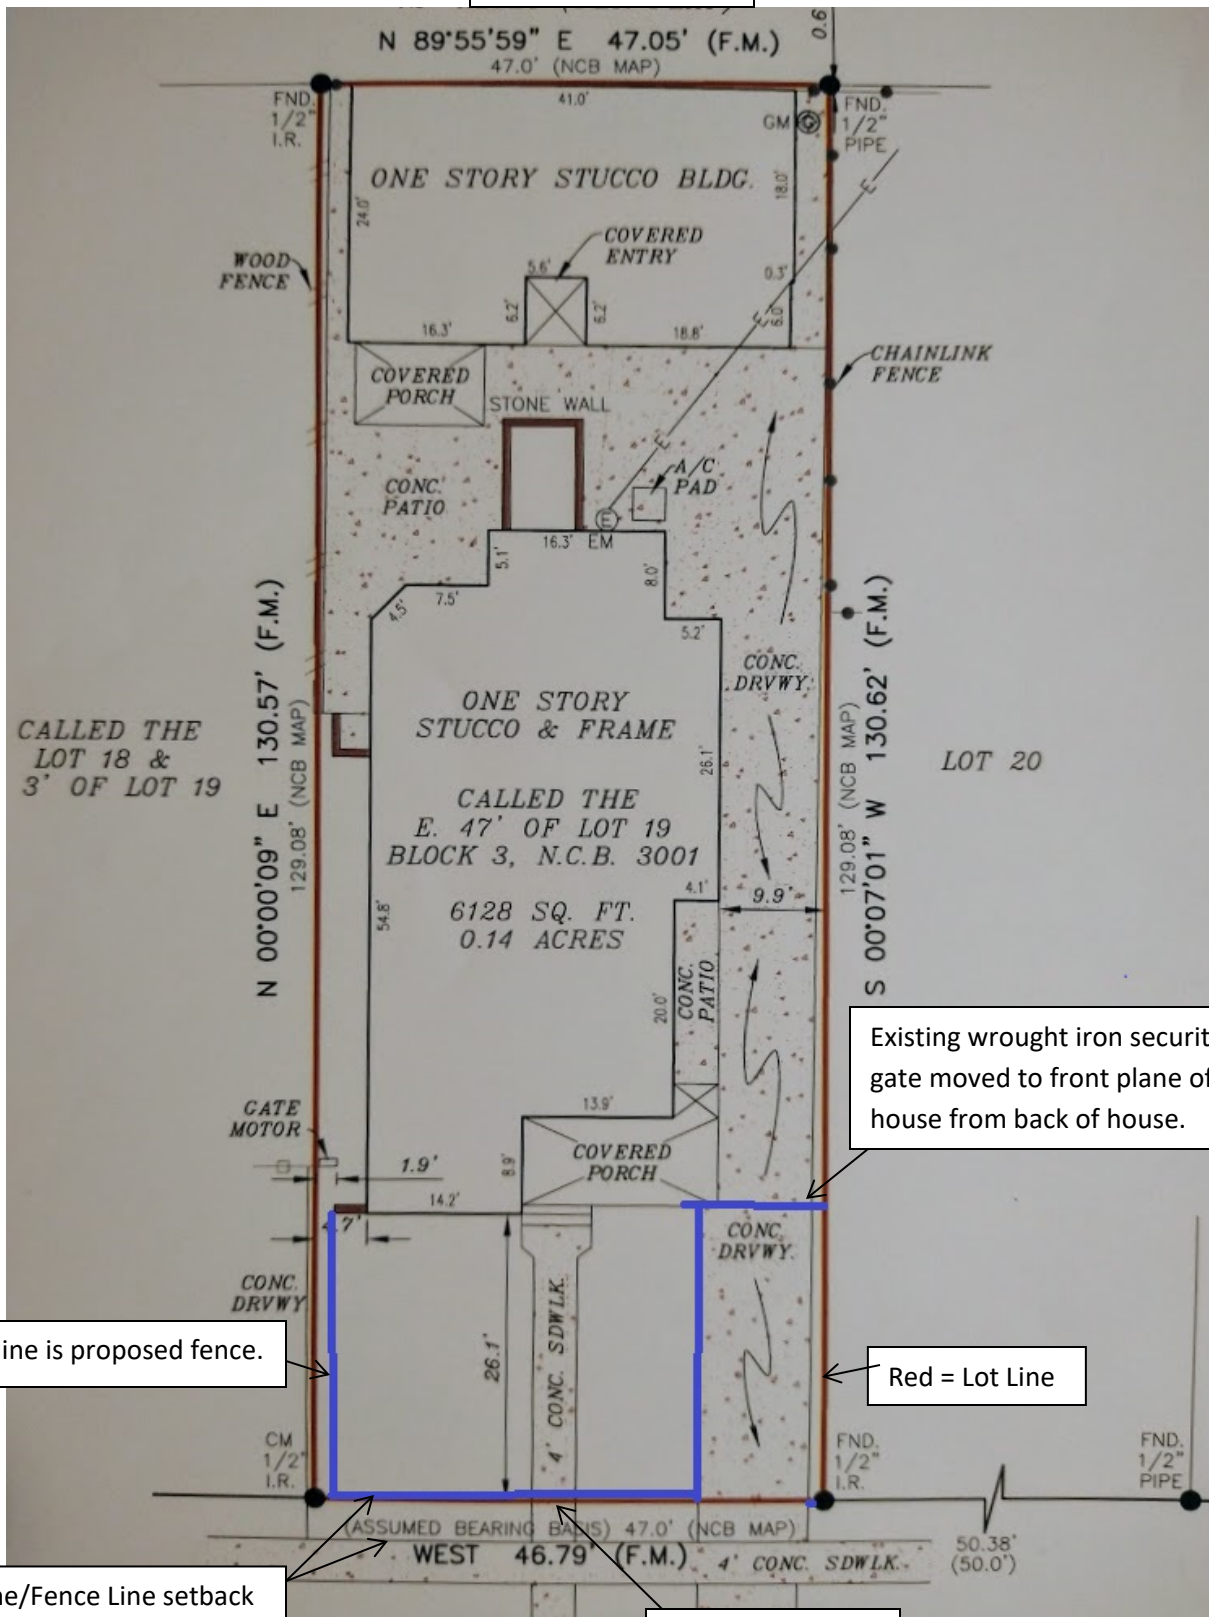 N 89°55'59" E 47.05' (F.M.)
47.0' (NCB MAP)
0.6
41.0'
FND.
1/2"
I.R.
GM
G
FND.
1/2"
PIPE
ONE STORY STUCCO BLDG.
24.0'
18.0'
E
COVERED
ENTRY
WOOD
FENCE
5.6'
0.3'
6.2'
6.2'
6.0'
E
16.3'
18.8'
COVERED
PORCH
CHAINLINK
FENCE
STONE WALL
E
A/C
PAD
CONC.
PATIO
E
16.3' EM
5.1'
8.0'
7.5'
4.5'
5.2'
N 00°00'09" E 130.57' (F.M.)
129.08' (NCB MAP)
CONC.
DRVWY.
S 00°07'01" W 130.62' (F.M.)
129.08' (NCB MAP)
ONE STORY
STUCCO & FRAME
CALLED THE
LOT 18 &
3' OF LOT 19
26.1'
LOT 20
CALLED THE
E. 47' OF LOT 19
BLOCK 3, N.C.B. 3001
6128 SQ. FT.
0.14 ACRES
54.8'
4.1'
9.9'
CONC.
PATIO
20.0'
Existing wrought iron securit
gate moved to front plane of
house from back of house.
GATE
MOTOR
13.9'
COVERED
PORCH
8.9'
1.9'
14.2'
.7'
CONC.
DRVWY.
CONC.
DRVWY
26.1'
4' CONC. SDWLK.
ine is proposed fence.
Red = Lot Line
CM
1/2"
I.R.
FND.
1/2"
I.R.
FND.
1/2"
PIPE
(ASSUMED BEARING BASIS) 47.0' (NCB MAP)
WEST 46.79' (F.M.)
4' CONC. SDWLK.
50.38'
(50.0')
ne/Fence Line setback